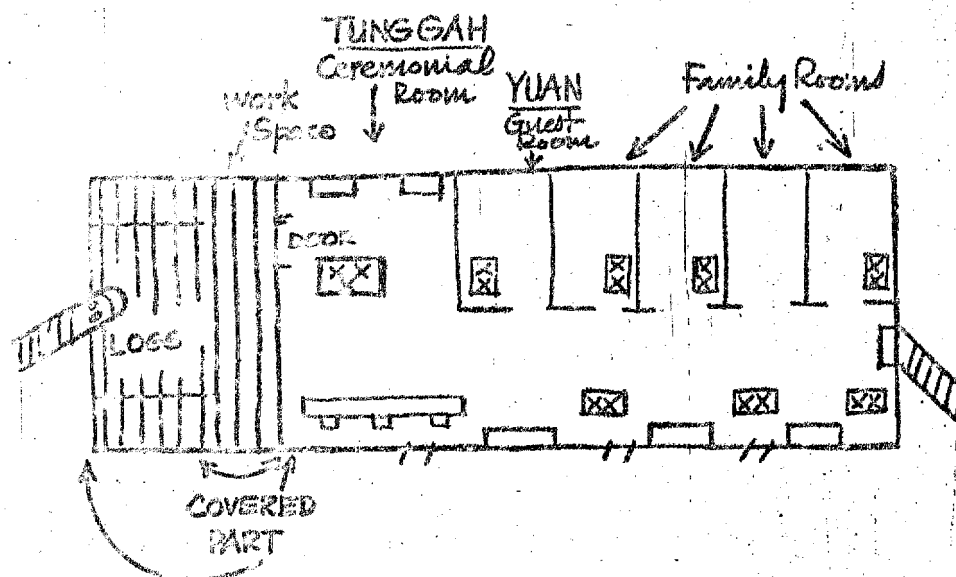 TUNGGAH
Ceremonial
Room
Work
Space
YUAN
Guest
Room
Family Rooms
DOOR
LOGS
COVERED
PART